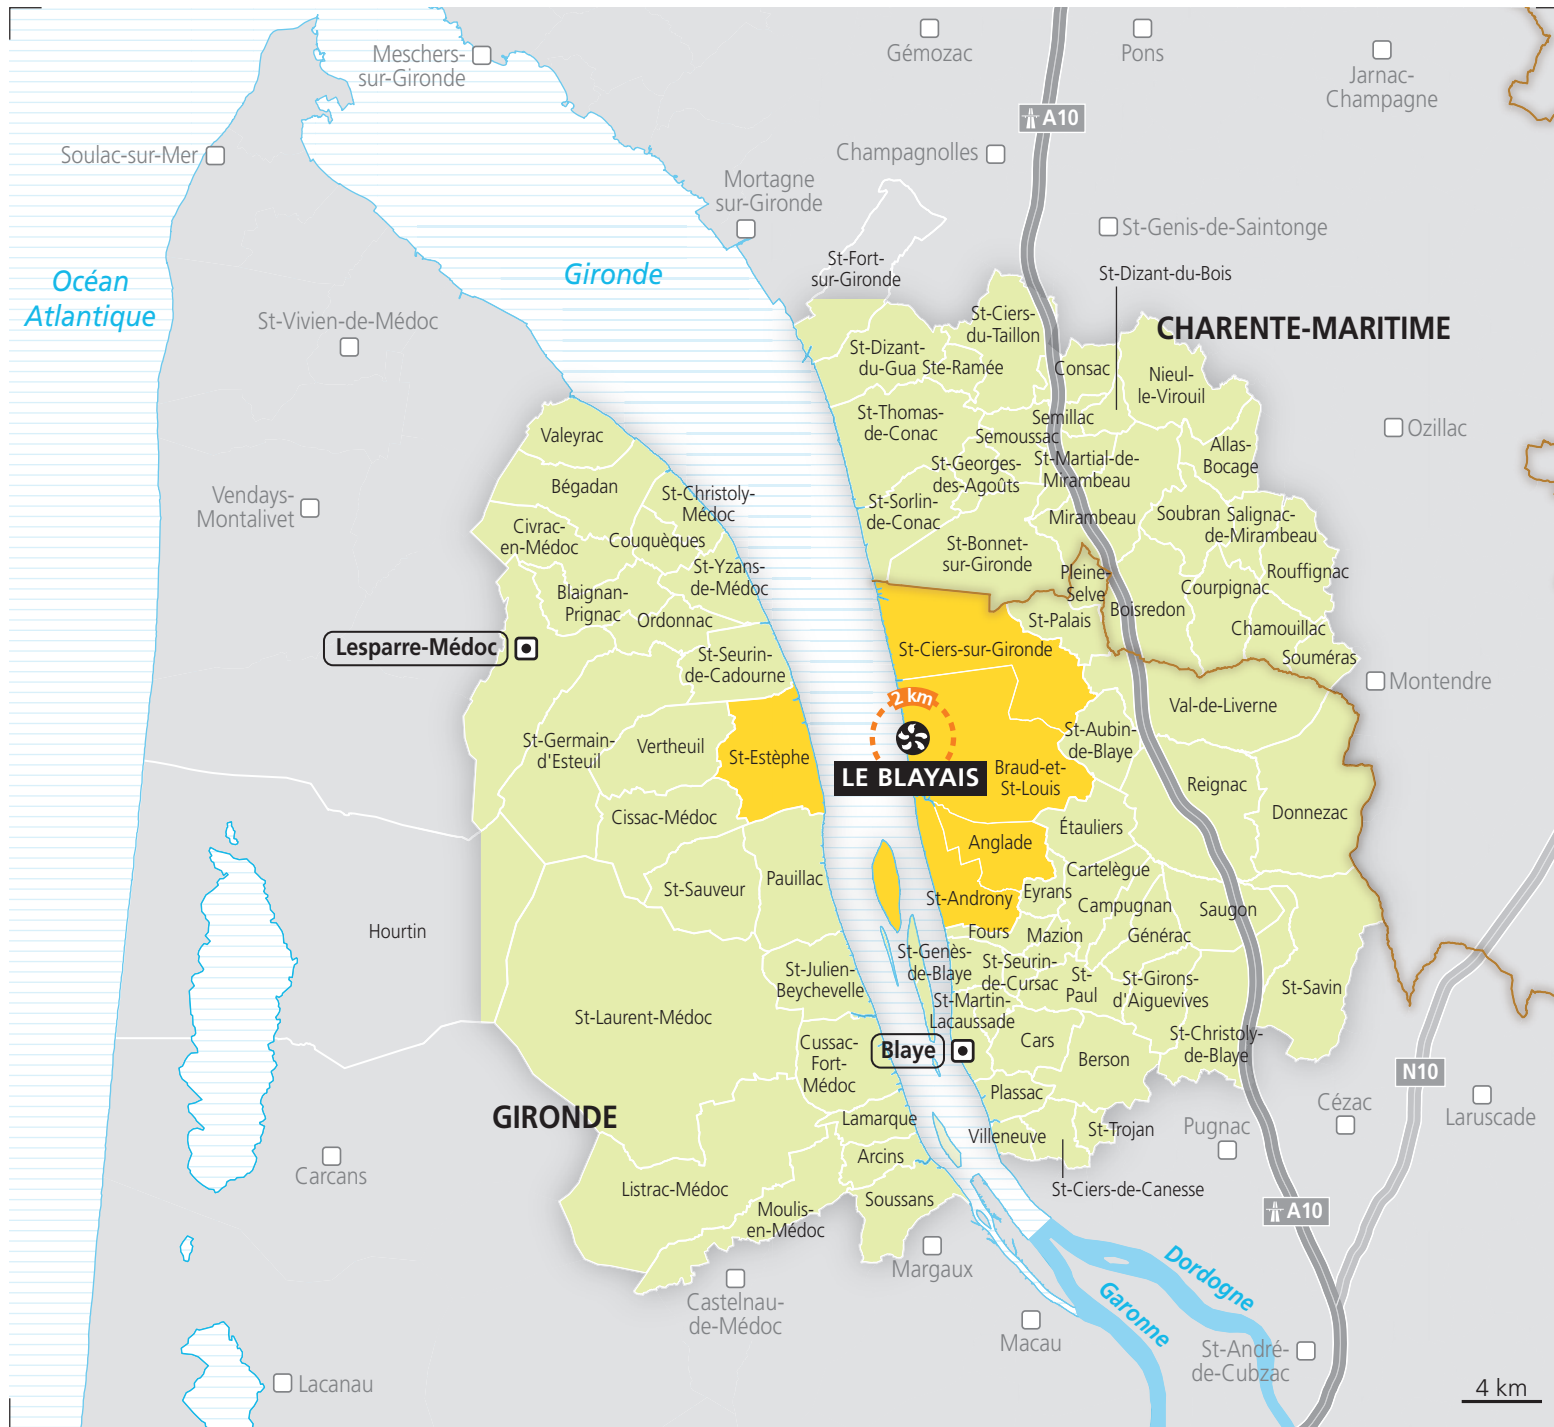 Meschers-
sur-Gironde
Gémozac
Pons
Jarnac-
Champagne
A10
Soulac-sur-Mer
Champagnolles
Mortagne
sur-Gironde
St-Genis-de-Saintonge
St-Fort-
sur-Gironde
St-Dizant-du-Bois
Océan
Atlantique
Gironde
St-Vivien-de-Médoc
CHARENTE-MARITIME
St-Ciers-
du-Taillon
St-Dizant-
du-Gua
Ste-Ramée
Consac
Nieul-
le-Virouil
St-Thomas-
de-Conac
Semillac
Semoussac
Ozillac
Valeyrac
Allas-
Bocage
St-Georges-
des-Agoûts
St-Martial-de-
Mirambeau
Bégadan
St-Christoly-
Médoc
Vendays-
Montalivet
St-Sorlin-
de-Conac
Mirambeau
Soubran
Salignac-
de-Mirambeau
Civrac-
en-Médoc
Couquèques
St-Bonnet-
sur-Gironde
St-Yzans-
de-Médoc
Pleine-
Selve
Rouffignac
Courpignac
Blaignan-
Prignac
Ordonnac
Boisredon
St-Palais
Chamouillac
Lesparre-Médoc
St-Ciers-sur-Gironde
Souméras
St-Seurin-
de-Cadourne
Montendre
2 km
Val-de-Liverne
St-Germain-
d'Esteuil
Vertheuil
St-Estèphe
St-Aubin-
de-Blaye
LE BLAYAIS
Braud-et-
St-Louis
Reignac
Donnezac
Cissac-Médoc
Étauliers
Anglade
Cartelègue
St-Sauveur
Pauillac
St-Androny
Eyrans
Campugnan
Saugon
Hourtin
Fours
Mazion
Générac
St-Genès-
de-Blaye
St-Seurin-
de-Cursac
St-
Paul
St-Girons-
d'Aiguevives
St-Savin
St-Julien-
Beychevelle
St-Martin-
Lacaussade
St-Laurent-Médoc
Cussac-
Fort-
Médoc
Blaye
Cars
Berson
St-Christoly-
de-Blaye
N10
Plassac
GIRONDE
Lamarque
Villeneuve
St-Trojan
Pugnac
Cézac
Laruscade
Arcins
Carcans
Listrac-Médoc
Soussans
St-Ciers-de-Canesse
Moulis-
en-Médoc
A10
Margaux
Dordogne
Garonne
Castelnau-
de-Médoc
Macau
St-André-
de-Cubzac
Lacanau
4 km